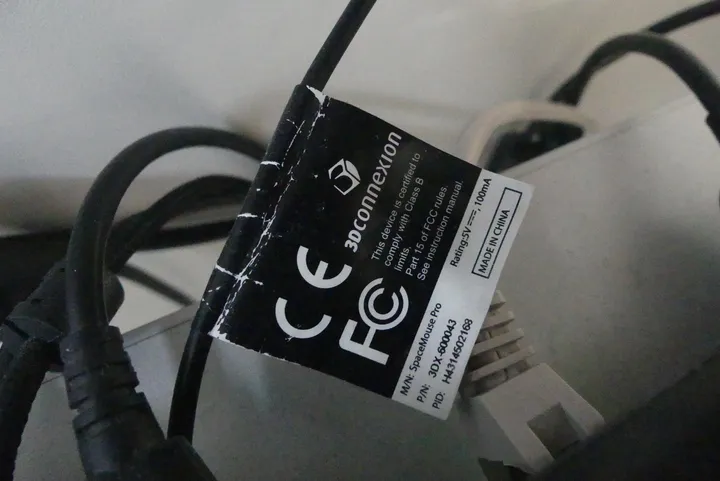 3Dconnexion
This device is certified to
comply with Class B
limits.
Part 15 of FCC rules.
See instruction manual.
Rating:5V⎓, 100mA
MADE IN CHINA
CE
FC
M/N: SpaceMouse Pro
P/N: 3DX-600043
PID: H4314502168